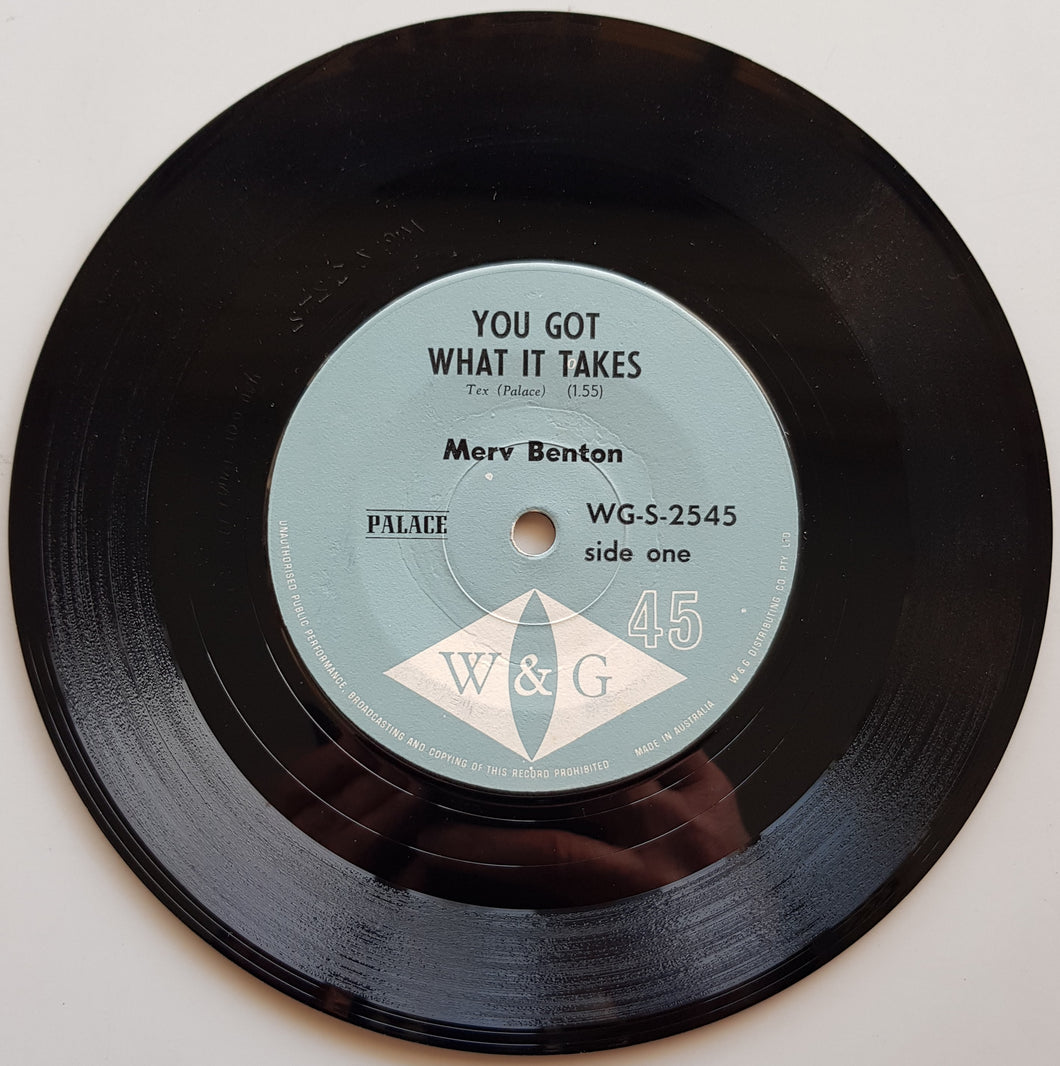 YOU GOT
WHAT IT TAKES
Tex (Palace) (1.55)
Merv Benton
PALACE
WG-S-2545
side one
45
W & G
UNAUTHORISED PUBLIC PERFORMANCE, BROADCASTING AND COPYING OF THIS RECORD PROHIBITED
MADE IN AUSTRALIA
W & G DISTRIBUTING CO. PTY. LTD